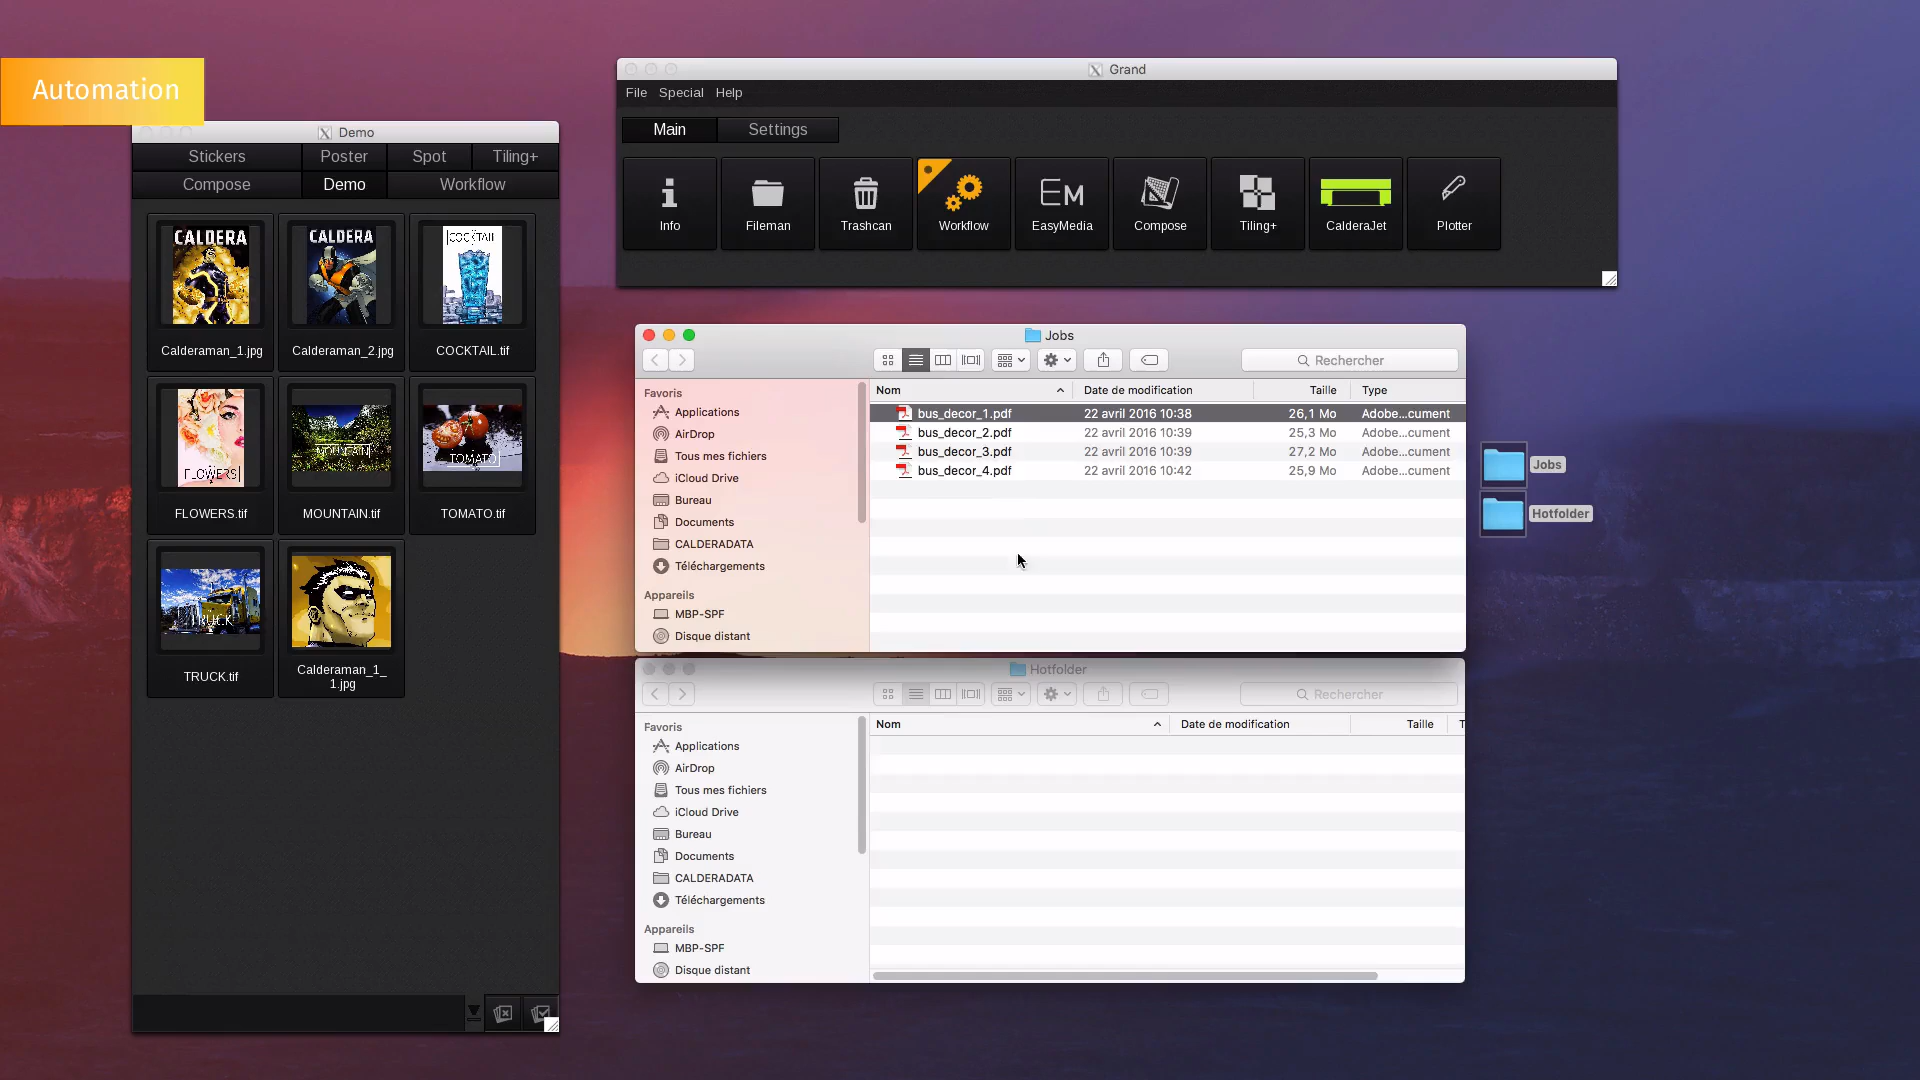 Automation
Demo
Stickers Poster Spot Tiling+
Compose Demo Workflow
CALDERA CALDERA COCKTAIL
Calderaman_1.jpg Calderaman_2.jpg COCKTAIL.tif
FLOWERS MOUNTAIN TOMATO
FLOWERS.tif MOUNTAIN.tif TOMATO.tif
TRUCK
TRUCK.tif Calderaman_1_
1.jpg
Grand
File Special Help
Main Settings
Info Fileman Trashcan Workflow EasyMedia Compose Tiling+ CalderaJet Plotter
Jobs
Rechercher
Favoris
Applications
AirDrop
Tous mes fichiers
iCloud Drive
Bureau
Documents
CALDERADATA
Téléchargements
Appareils
MBP-SPF
Disque distant
Nom Date de modification Taille Type
bus_decor_1.pdf 22 avril 2016 10:38 26,1 Mo Adobe...cument
bus_decor_2.pdf 22 avril 2016 10:39 25,3 Mo Adobe...cument
bus_decor_3.pdf 22 avril 2016 10:39 27,2 Mo Adobe...cument
bus_decor_4.pdf 22 avril 2016 10:42 25,9 Mo Adobe...cument
Jobs
Hotfolder
Hotfolder
Rechercher
Favoris
Applications
AirDrop
Tous mes fichiers
iCloud Drive
Bureau
Documents
CALDERADATA
Téléchargements
Appareils
MBP-SPF
Disque distant
Nom Date de modification Taille T